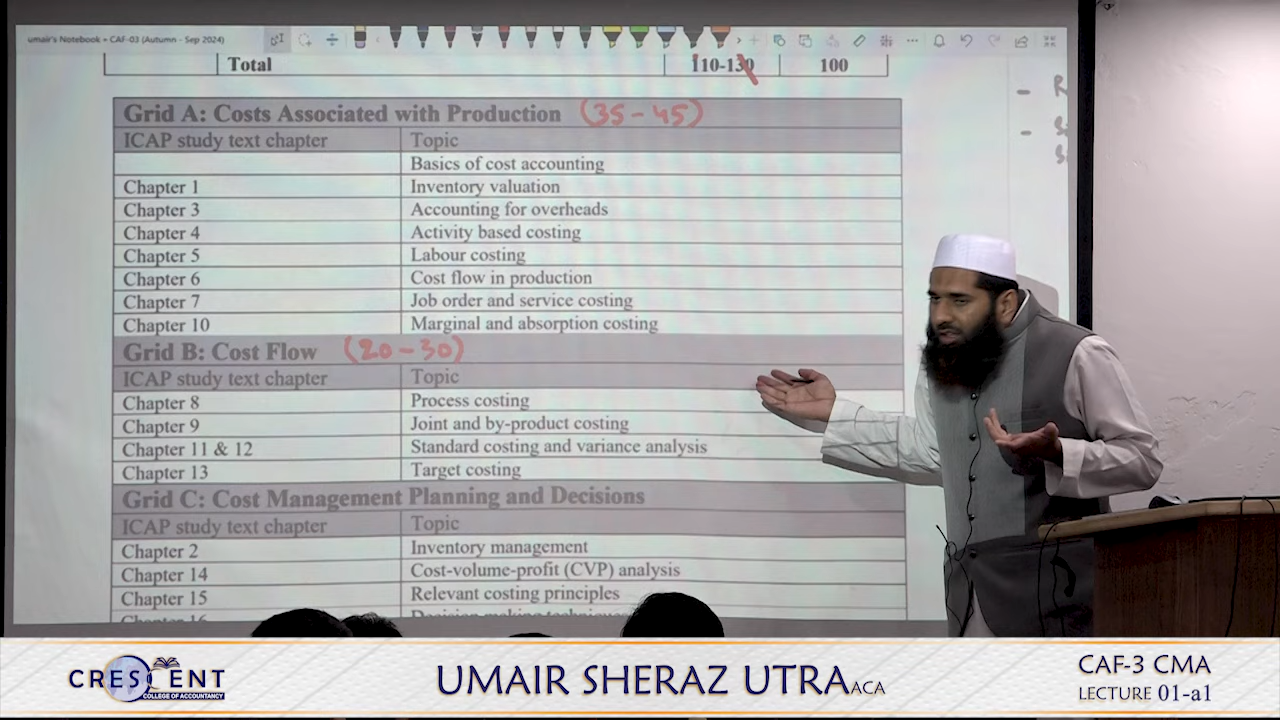 umair's Notebook » CAF-03 (Autumn - Sep 2024)
Total 110-130 100
Grid A: Costs Associated with Production (35-45)
ICAP study text chapter Topic
Basics of cost accounting
Chapter 1 Inventory valuation
Chapter 3 Accounting for overheads
Chapter 4 Activity based costing
Chapter 5 Labour costing
Chapter 6 Cost flow in production
Chapter 7 Job order and service costing
Chapter 10 Marginal and absorption costing
Grid B: Cost Flow (20-30)
ICAP study text chapter Topic
Chapter 8 Process costing
Chapter 9 Joint and by-product costing
Chapter 11 & 12 Standard costing and variance analysis
Chapter 13 Target costing
Grid C: Cost Management Planning and Decisions
ICAP study text chapter Topic
Chapter 2 Inventory management
Chapter 14 Cost-volume-profit (CVP) analysis
Chapter 15 Relevant costing principles
Chapter 16 Decision making techniques
CRESCENT
COLLEGE OF ACCOUNTANCY
UMAIR SHERAZ UTRA ACA
CAF-3 CMA
LECTURE 01-a1